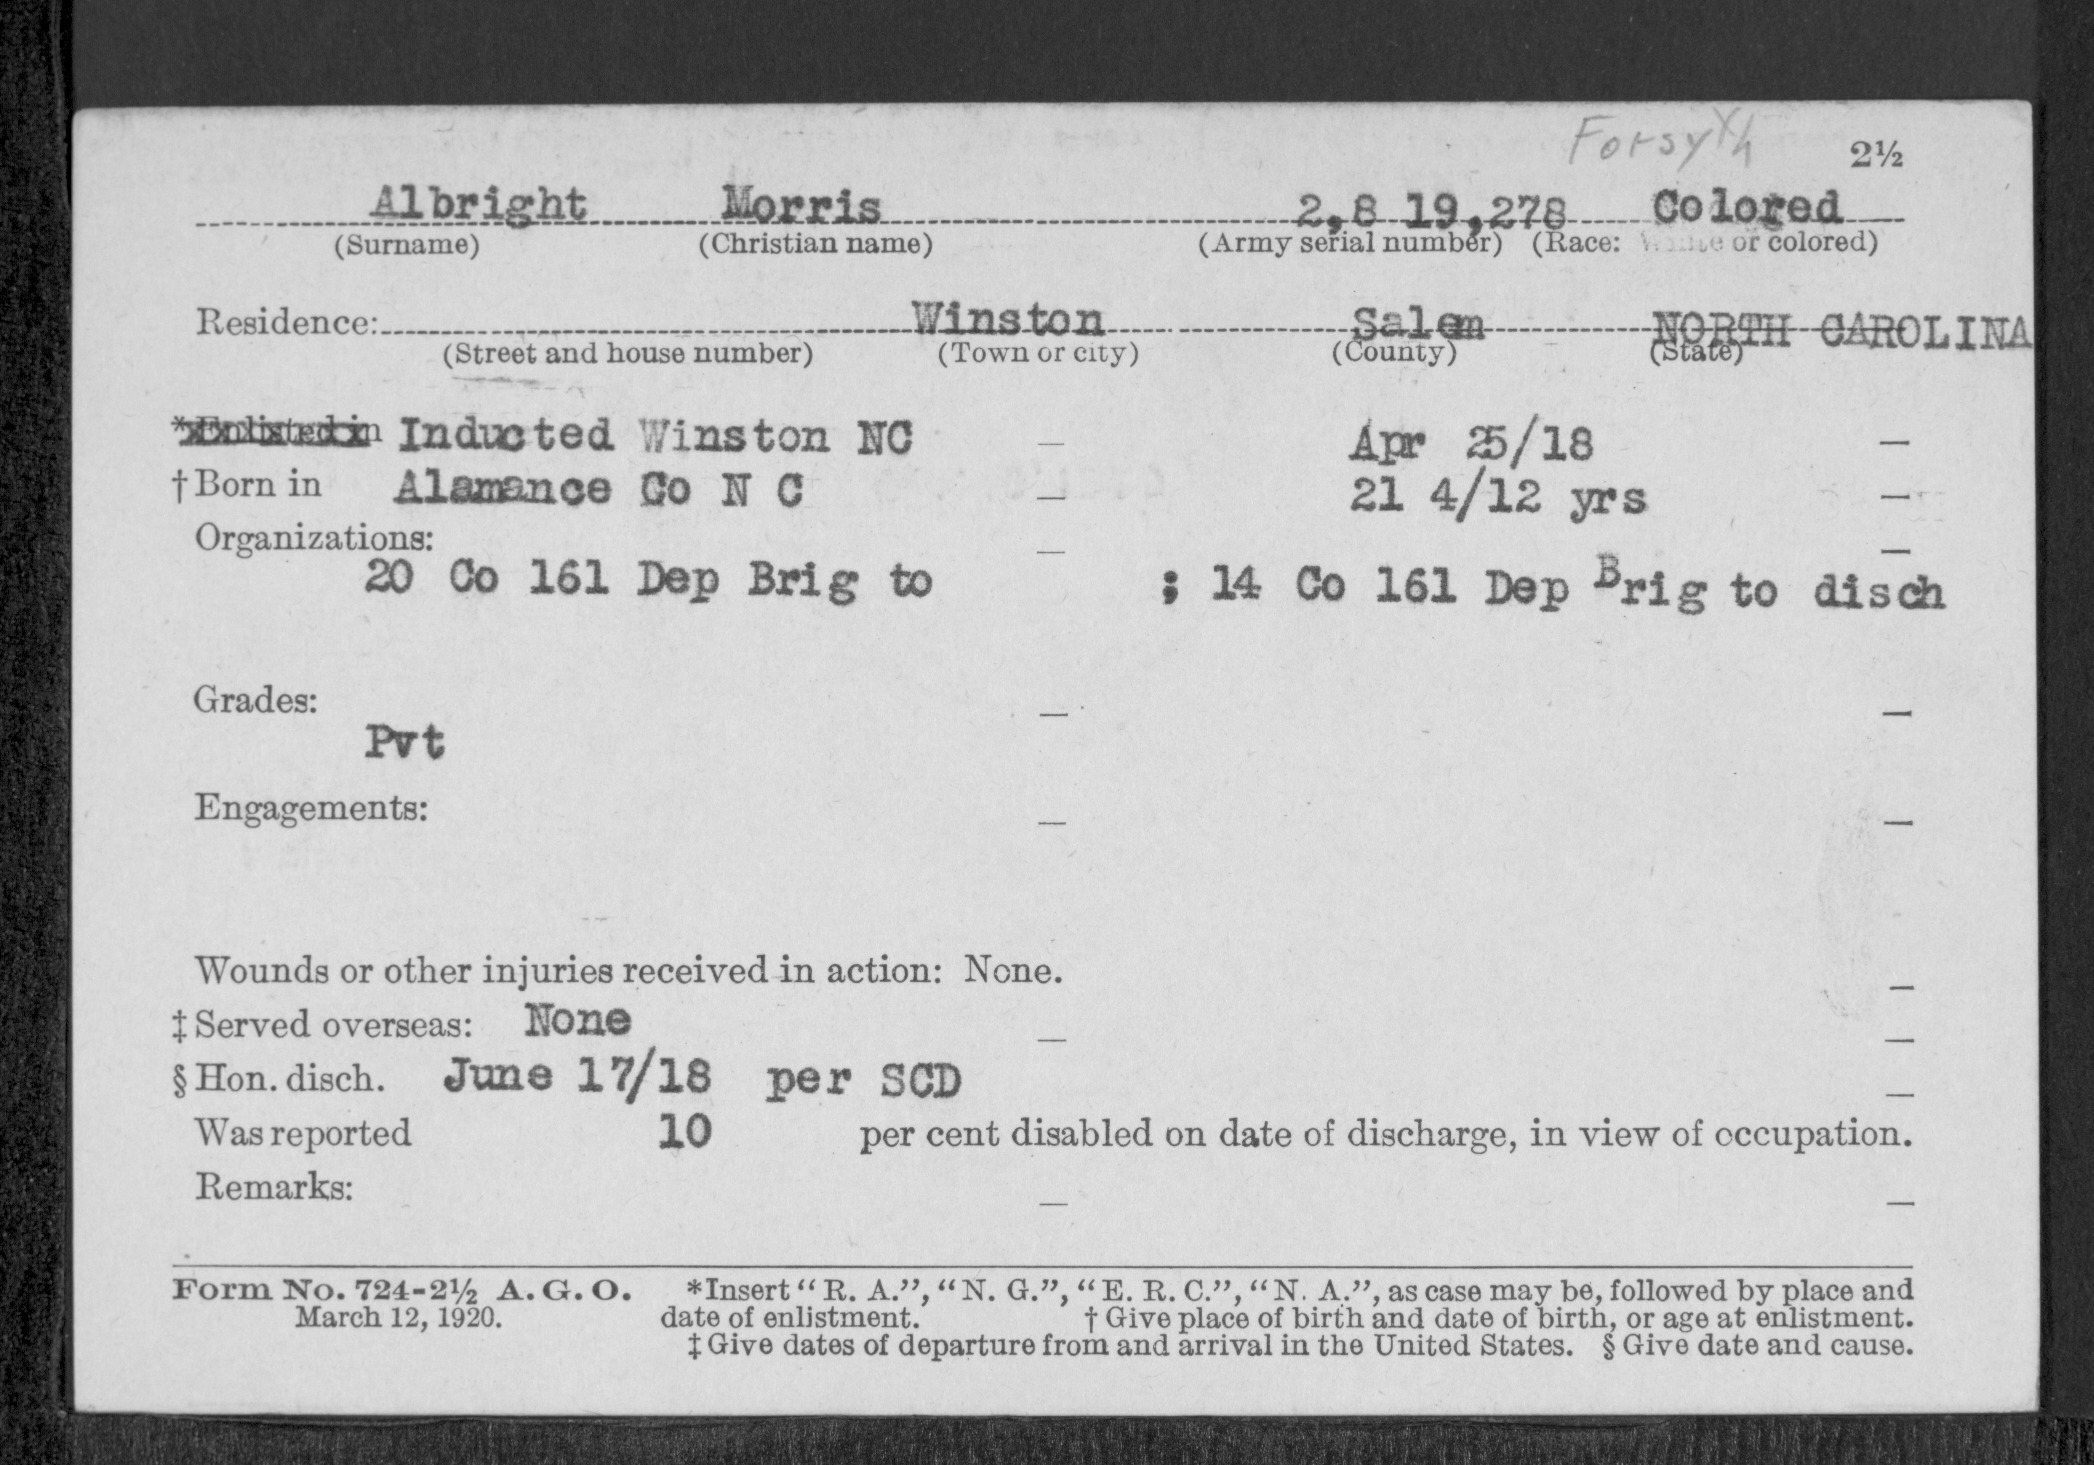 Forsyth
2½
Albright Morris 2,8 19,278 Colored
(Surname) (Christian name) (Army serial number) (Race: White or colored)
Residence: Winston Salem NORTH CAROLINA
(Street and house number) (Town or city) (County) (State)
*Enlisted in Inducted Winston NC — Apr 25/18 —
†Born in Alamance Co N C — 21 4/12 yrs —
Organizations: — —
20 Co 161 Dep Brig to ; 14 Co 161 Dep Brig to disch
Grades: — —
Pvt
Engagements: — —
Wounds or other injuries received in action: None. —
‡Served overseas: None — —
§Hon. disch. June 17/18 per SCD —
Was reported 10 per cent disabled on date of discharge, in view of occupation.
Remarks: — —
Form No. 724-2½ A. G. O. *Insert "R. A.", "N. G.", "E. R. C.", "N. A.", as case may be, followed by place and
March 12, 1920. date of enlistment. †Give place of birth and date of birth, or age at enlistment.
‡Give dates of departure from and arrival in the United States. §Give date and cause.